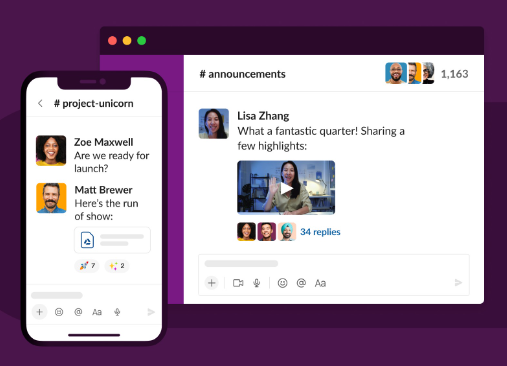 # announcements
1,163
Lisa Zhang
What a fantastic quarter! Sharing a
few highlights:
34 replies
Aa
# project-unicorn
Zoe Maxwell
Are we ready for
launch?
Matt Brewer
Here's the run
of show:
7
2
@ Aa